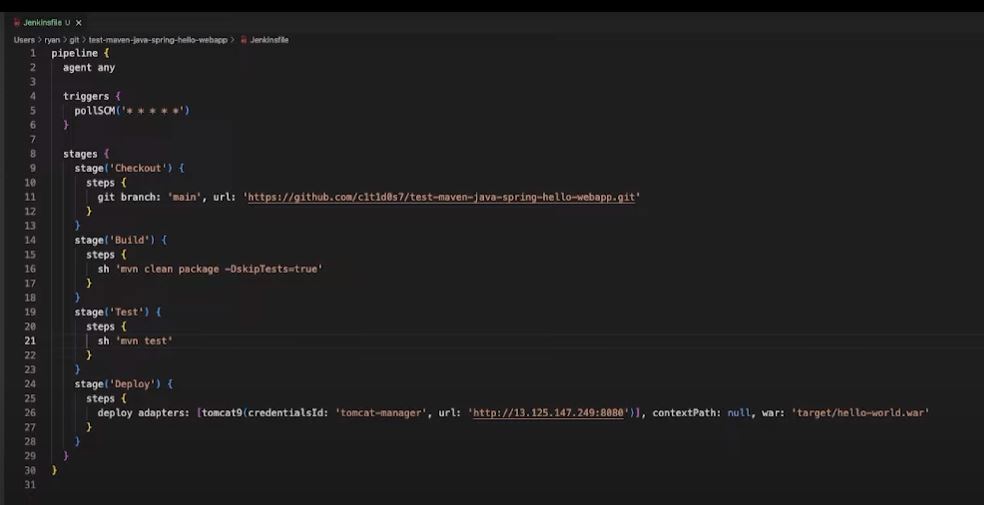 Jenkinsfile U ×
Users > ryan > git > test-maven-java-spring-hello-webapp > Jenkinsfile
1 pipeline {
2   agent any
3
4   triggers {
5     pollSCM('* * * * *')
6   }
7
8   stages {
9     stage('Checkout') {
10       steps {
11         git branch: 'main', url: 'https://github.com/c1t1d0s7/test-maven-java-spring-hello-webapp.git'
12       }
13     }
14     stage('Build') {
15       steps {
16         sh 'mvn clean package -DskipTests=true'
17       }
18     }
19     stage('Test') {
20       steps {
21         sh 'mvn test'
22       }
23     }
24     stage('Deploy') {
25       steps {
26         deploy adapters: [tomcat9(credentialsId: 'tomcat-manager', url: 'http://13.125.147.249:8080')], contextPath: null, war: 'target/hello-world.war'
27       }
28     }
29   }
30 }
31